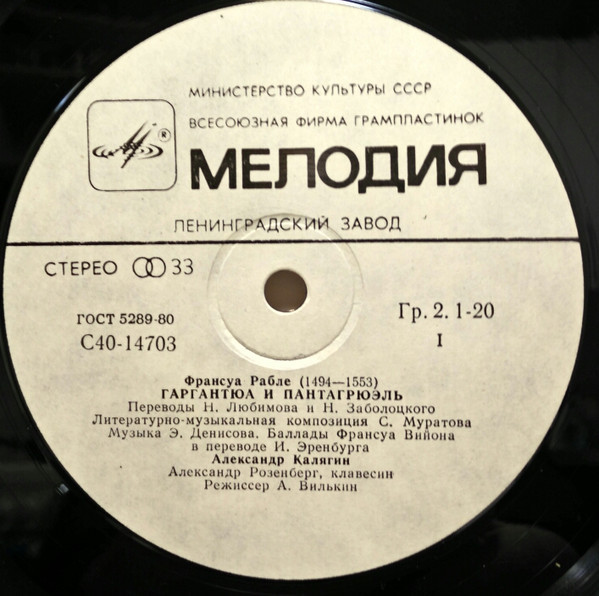 МИНИСТЕРСТВО КУЛЬТУРЫ СССР
ВСЕСОЮЗНАЯ ФИРМА ГРАМПЛАСТИНОК
®
МЕЛОДИЯ
ЛЕНИНГРАДСКИЙ ЗАВОД
СТЕРЕО 33
ГОСТ 5289-80
С40-14703
Гр. 2. 1-20
I
Франсуа Рабле (1494—1553)
ГАРГАНТЮА И ПАНТАГРЮЭЛЬ
Переводы Н. Любимова и Н. Заболоцкого
Литературно-музыкальная композиция С. Муратова
Музыка Э. Денисова. Баллады Франсуа Вийона
в переводе И. Эренбурга
Александр Калягин
Александр Розенберг, клавесин
Режиссер А. Вилькин